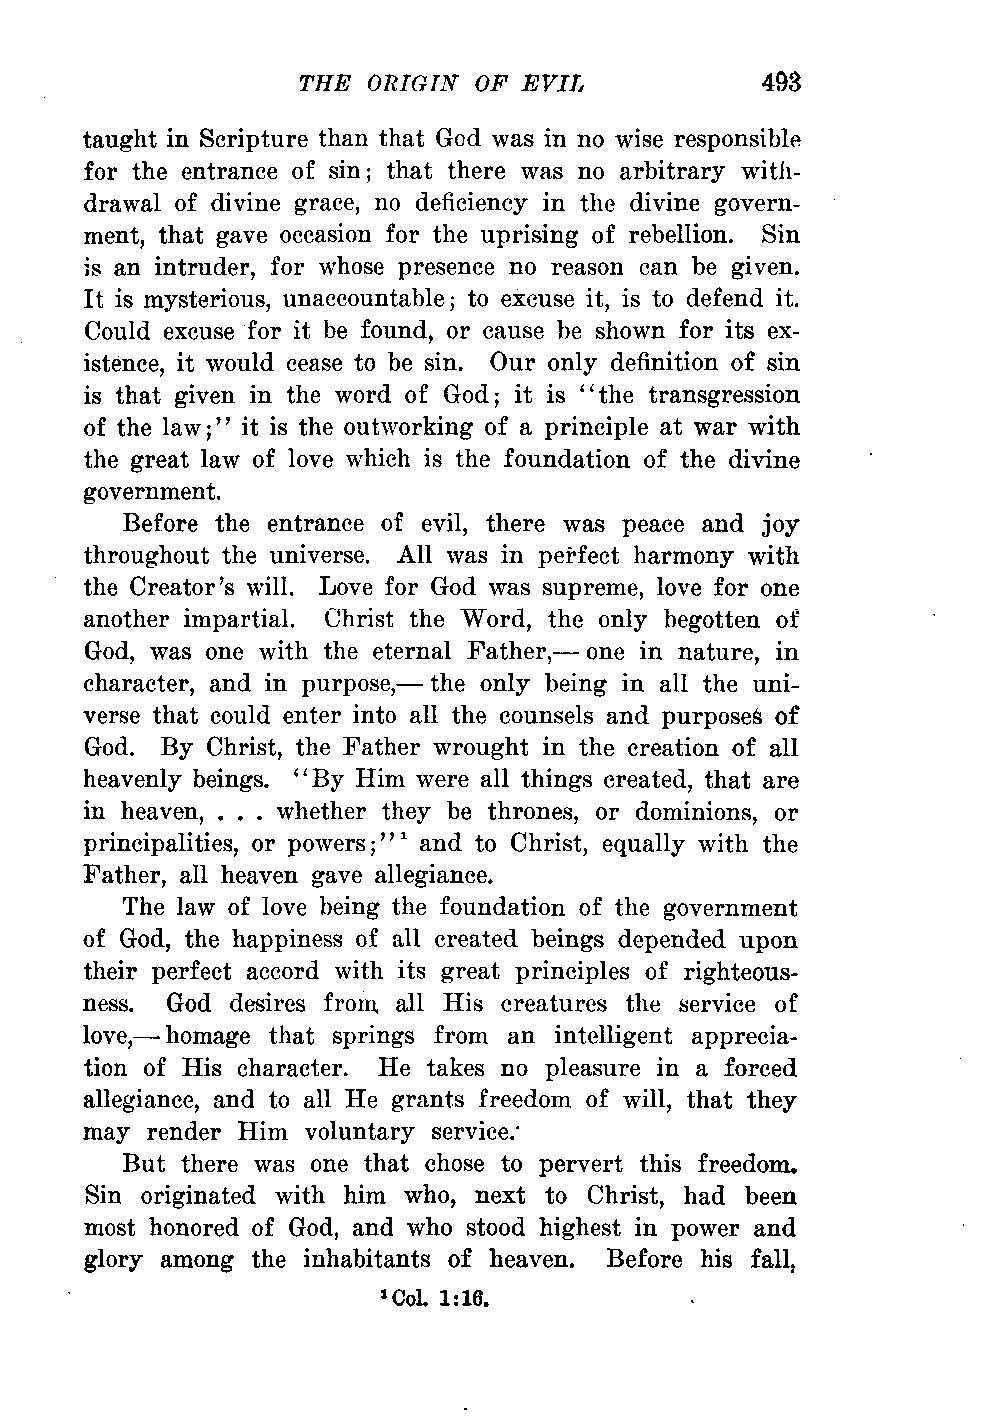 THE ORIGIN OF EVIL 493
taught in Scripture than that God was in no wise responsible
for the entrance of sin; that there was no arbitrary with-
drawal of divine grace, no deficiency in the divine govern-
ment, that gave occasion for the uprising of rebellion. Sin
is an intruder, for whose presence no reason can be given.
It is mysterious, unaccountable; to excuse it, is to defend it.
Could excuse for it be found, or cause be shown for its ex-
istence, it would cease to be sin. Our only definition of sin
is that given in the word of God; it is "the transgression
of the law;" it is the outworking of a principle at war with
the great law of love which is the foundation of the divine
government.
Before the entrance of evil, there was peace and joy
throughout the universe. All was in perfect harmony with
the Creator's will. Love for God was supreme, love for one
another impartial. Christ the Word, the only begotten of
God, was one with the eternal Father,— one in nature, in
character, and in purpose,— the only being in all the uni-
verse that could enter into all the counsels and purposes of
God. By Christ, the Father wrought in the creation of all
heavenly beings. "By Him were all things created, that are
in heaven, . . . whether they be thrones, or dominions, or
principalities, or powers;"¹ and to Christ, equally with the
Father, all heaven gave allegiance.
The law of love being the foundation of the government
of God, the happiness of all created beings depended upon
their perfect accord with its great principles of righteous-
ness. God desires from all His creatures the service of
love,— homage that springs from an intelligent apprecia-
tion of His character. He takes no pleasure in a forced
allegiance, and to all He grants freedom of will, that they
may render Him voluntary service.
But there was one that chose to pervert this freedom.
Sin originated with him who, next to Christ, had been
most honored of God, and who stood highest in power and
glory among the inhabitants of heaven. Before his fall,
¹ Col. 1:16.